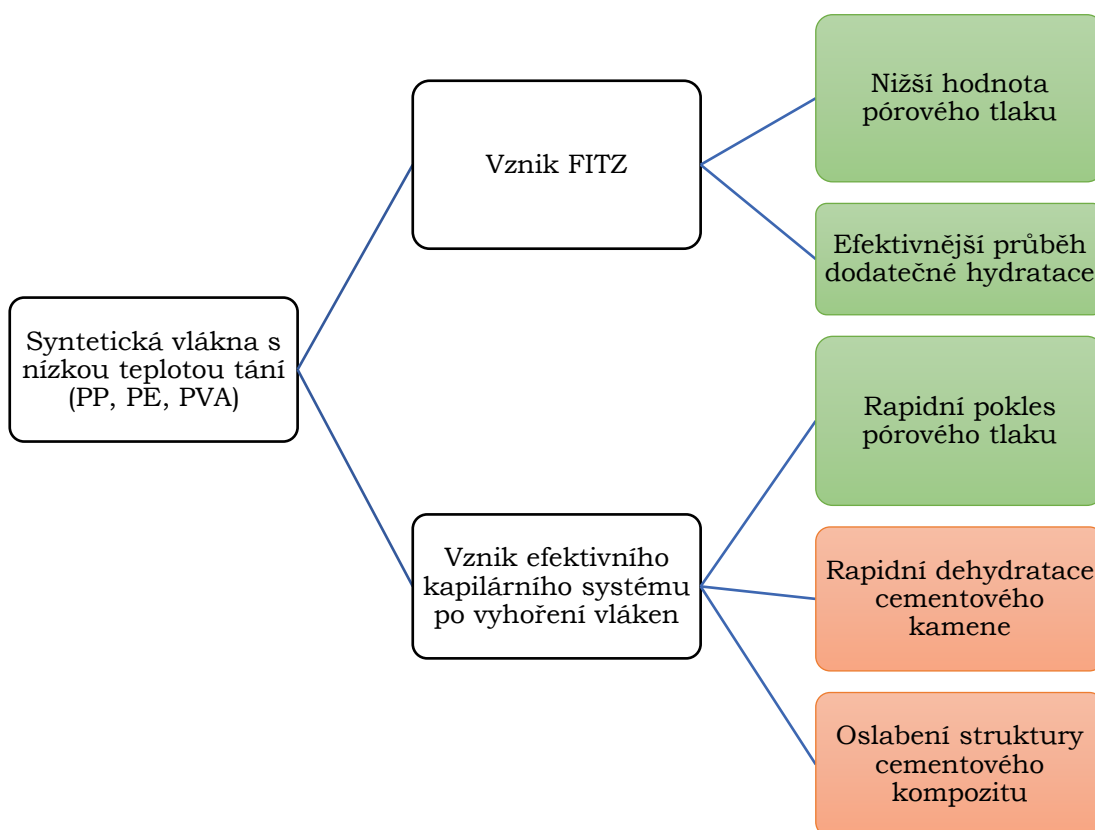 Syntetická vlákna s
nízkou teplotou tání
(PP, PE, PVA)
Vznik FITZ
Nižší hodnota
pórového tlaku
Efektivnější průběh
dodatečné hydratace
Vznik efektivního
kapilárního systému
po vyhoření vláken
Rapidní pokles
pórového tlaku
Rapidní dehydratace
cementového
kamene
Oslabení struktury
cementového
kompozitu